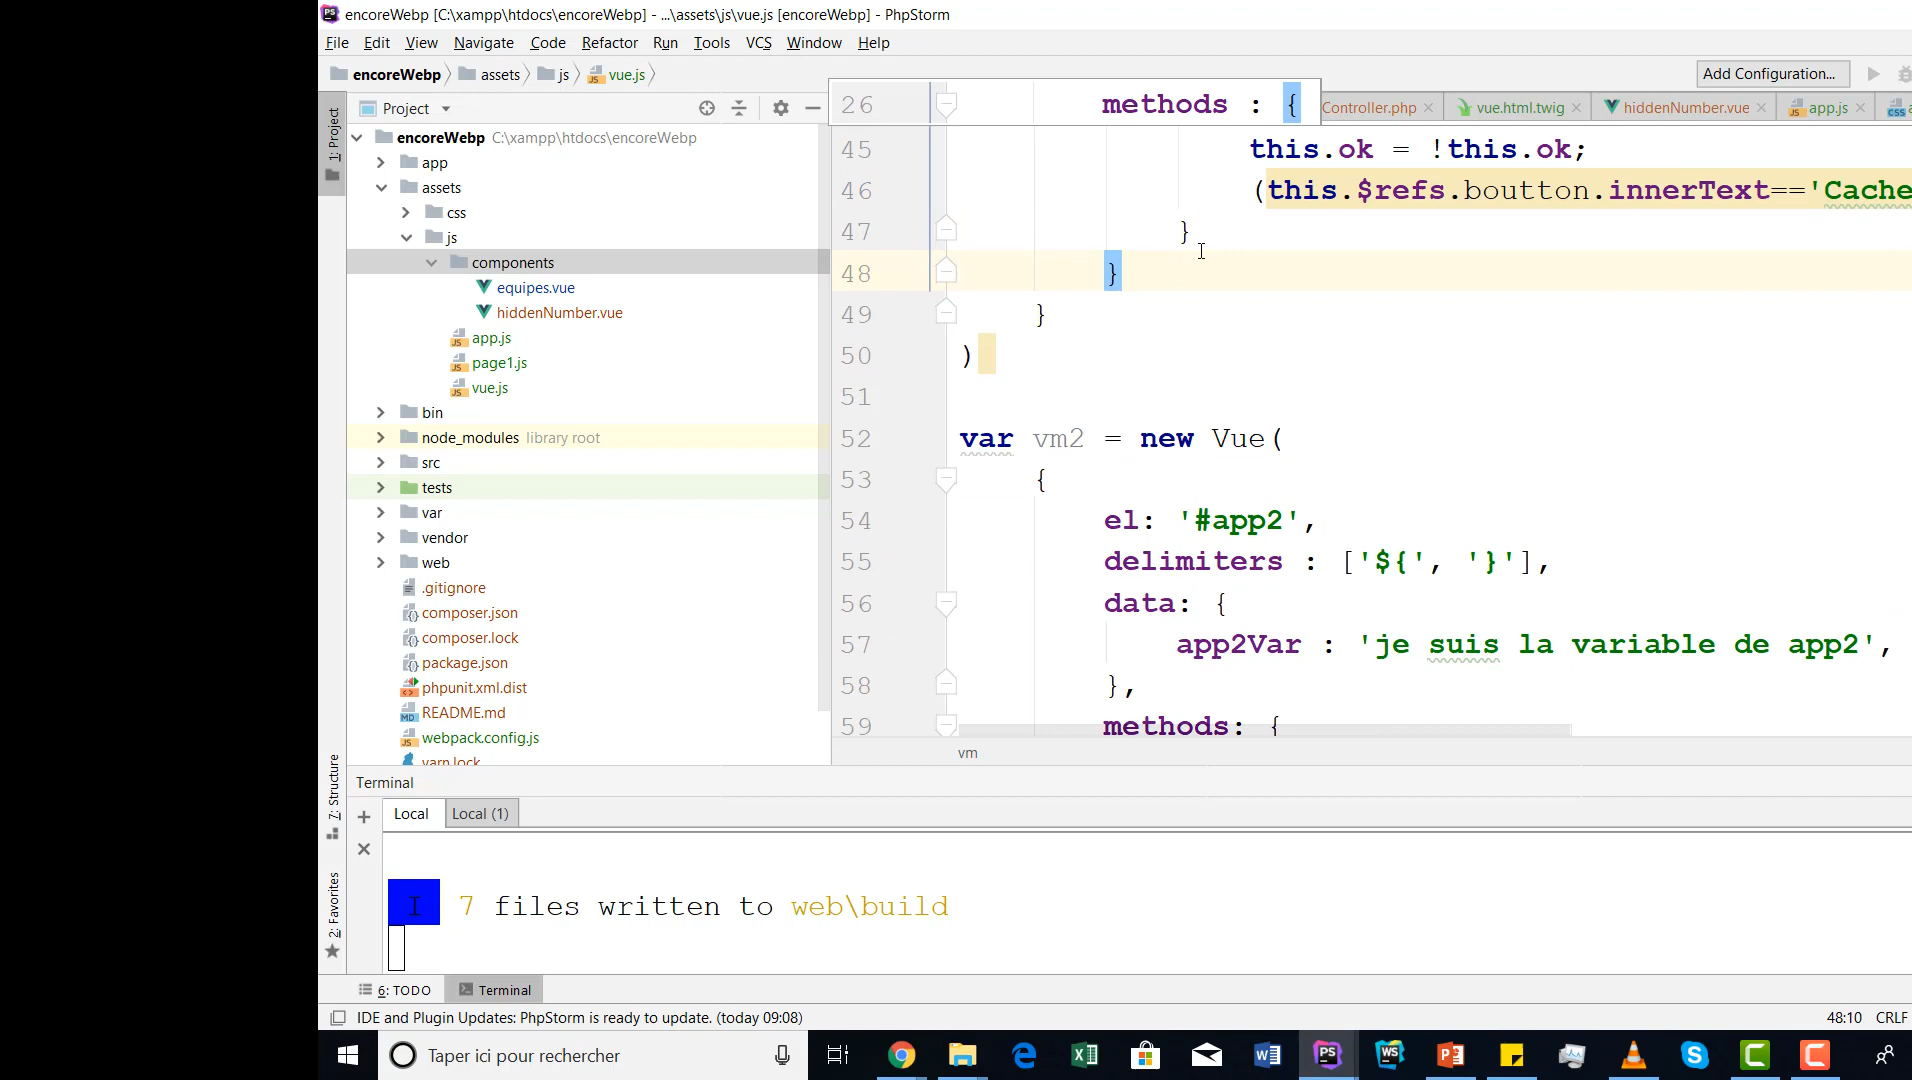 encoreWebp [C:\xampp\htdocs\encoreWebp] - ...\assets\js\vue.js [encoreWebp] - PhpStorm
File Edit View Navigate Code Refactor Run Tools VCS Window Help
encoreWebp assets js vue.js
Add Configuration...
1: Project
Project
Controller.php vue.html.twig hiddenNumber.vue app.js
encoreWebp C:\xampp\htdocs\encoreWebp
app
assets
css
js
components
equipes.vue
hiddenNumber.vue
app.js
page1.js
vue.js
bin
node_modules library root
src
tests
var
vendor
web
.gitignore
composer.json
composer.lock
package.json
phpunit.xml.dist
README.md
webpack.config.js
yarn.lock
26 methods : {
45 this.ok = !this.ok;
46 (this.$refs.boutton.innerText=='Cache
47 }
48 }
49 }
50 )
51
52 var vm2 = new Vue(
53 {
54 el: '#app2',
55 delimiters : ['${', '}'],
56 data: {
57 app2Var : 'je suis la variable de app2',
58 },
59 methods: {
vm
7: Structure
2: Favorites
Terminal
Local Local (1)
I 7 files written to web\build
6: TODO Terminal
IDE and Plugin Updates: PhpStorm is ready to update. (today 09:08)
48:10 CRLF
Taper ici pour rechercher